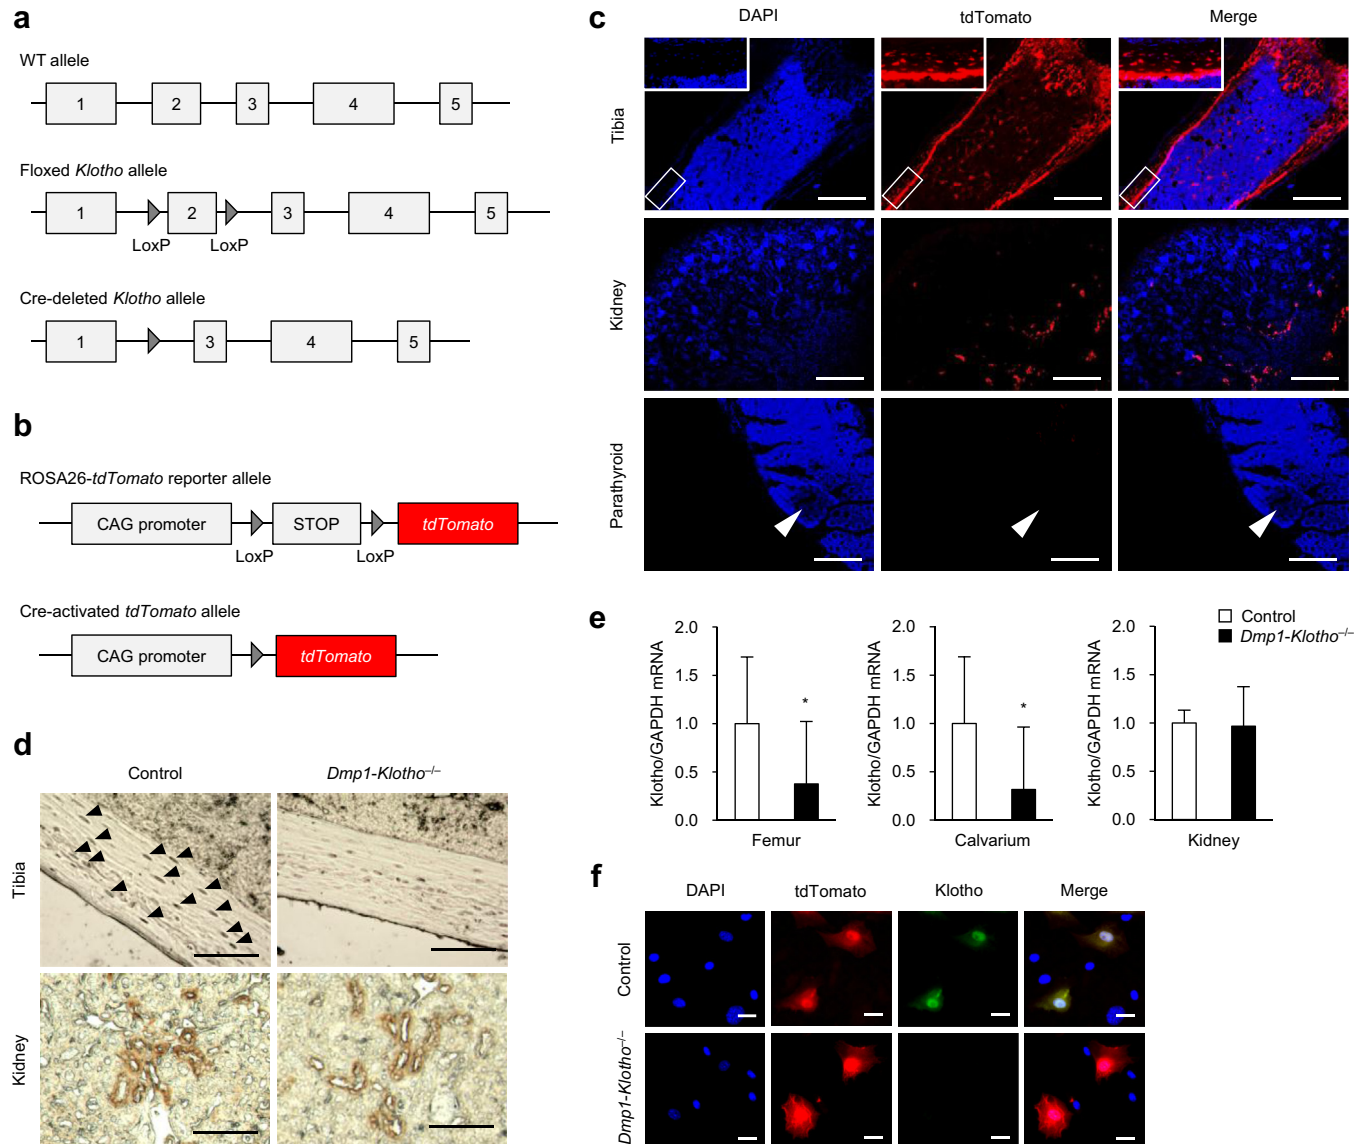 a
WT allele
1 2 3 4 5
Floxed Klotho allele
1 2 3 4 5
LoxP LoxP
Cre-deleted Klotho allele
1 3 4 5
b
ROSA26-tdTomato reporter allele
CAG promoter STOP tdTomato
LoxP LoxP
Cre-activated tdTomato allele
CAG promoter tdTomato
c
DAPI tdTomato Merge
Tibia
Kidney
Parathyroid
d
Control Dmp1-Klotho–/–
Tibia
Kidney
e
Control
Dmp1-Klotho–/–
Klotho/GAPDH mRNA
2.0
1.5
1.0
0.5
0.0
*
Femur
Klotho/GAPDH mRNA
2.0
1.5
1.0
0.5
0.0
*
Calvarium
Klotho/GAPDH mRNA
2.0
1.5
1.0
0.5
0.0
Kidney
f
DAPI tdTomato Klotho Merge
Control
Dmp1-Klotho–/–